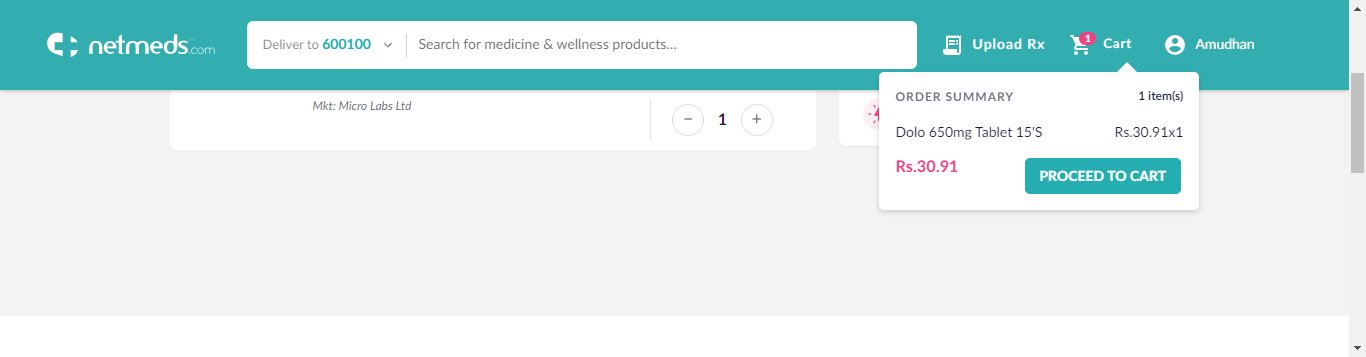 netmeds.com
Deliver to 600100
Search for medicine & wellness products...
Upload Rx
1
Cart
Amudhan
Mkt: Micro Labs Ltd
− 1 +
ORDER SUMMARY 1 item(s)
Dolo 650mg Tablet 15'S Rs.30.91x1
Rs.30.91 PROCEED TO CART